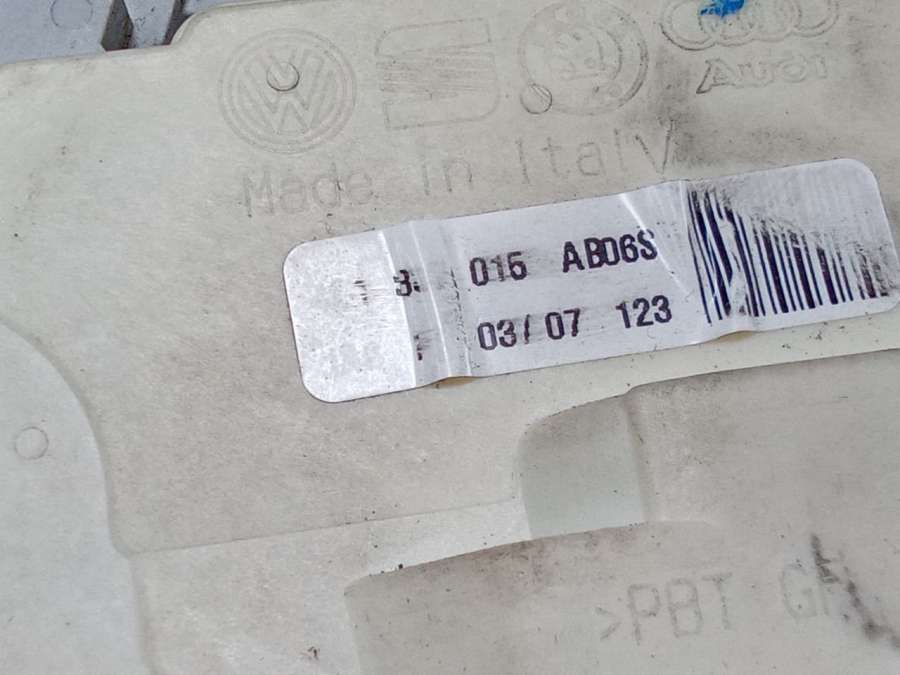 Audi
Made in Italy
015 AB06S
03/07 123
>PBT